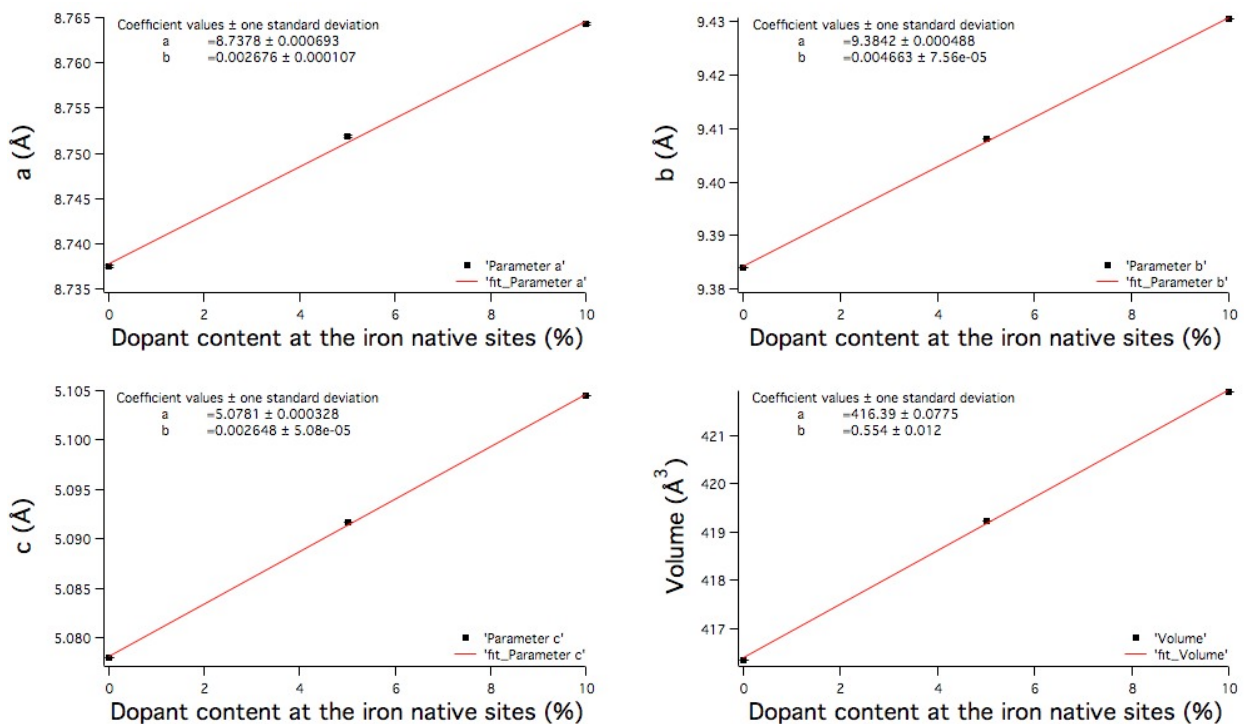 Coefficient values ± one standard deviation
a =8.7378 ± 0.000693
b =0.002676 ± 0.000107
8.765
8.760
8.755
8.750
8.745
8.740
8.735
a (Å)
'Parameter a'
'fit_Parameter a'
0 2 4 6 8 10
Dopant content at the iron native sites (%)
Coefficient values ± one standard deviation
a =9.3842 ± 0.000488
b =0.004663 ± 7.56e-05
9.43
9.42
9.41
9.40
9.39
9.38
b (Å)
'Parameter b'
'fit_Parameter b'
0 2 4 6 8 10
Dopant content at the iron native sites (%)
Coefficient values ± one standard deviation
a =5.0781 ± 0.000328
b =0.002648 ± 5.08e-05
5.105
5.100
5.095
5.090
5.085
5.080
c (Å)
'Parameter c'
'fit_Parameter c'
0 2 4 6 8 10
Dopant content at the iron native sites (%)
Coefficient values ± one standard deviation
a =416.39 ± 0.0775
b =0.554 ± 0.012
421
420
419
418
417
Volume (Å³)
'Volume'
'fit_Volume'
0 2 4 6 8 10
Dopant content at the iron native sites (%)